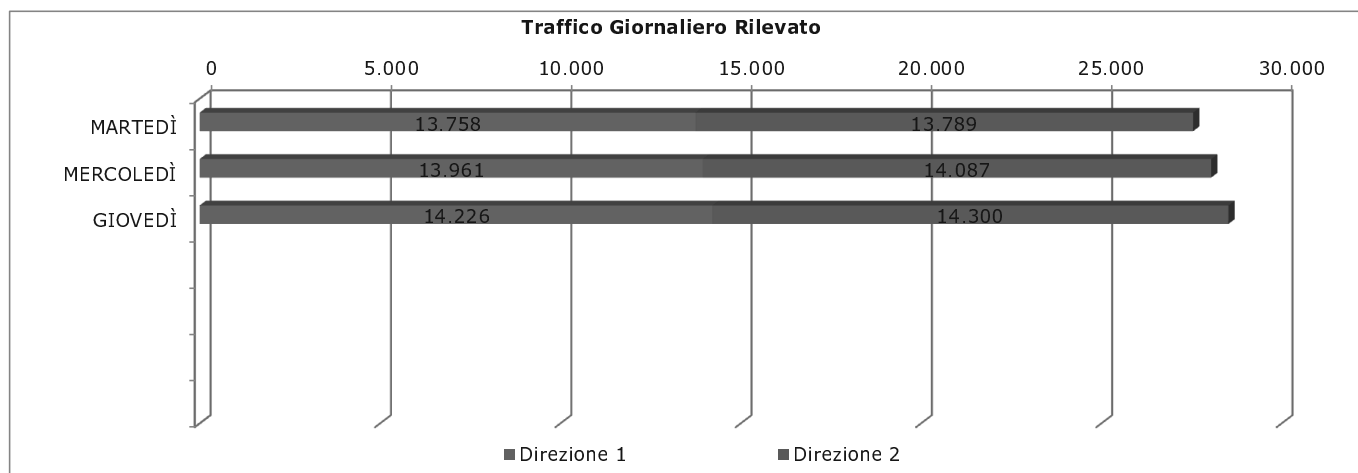 Traffico Giornaliero Rilevato
0 5.000 10.000 15.000 20.000 25.000 30.000
MARTEDÌ 13.758 13.789
MERCOLEDÌ 13.961 14.087
GIOVEDÌ 14.226 14.300
Direzione 1 Direzione 2